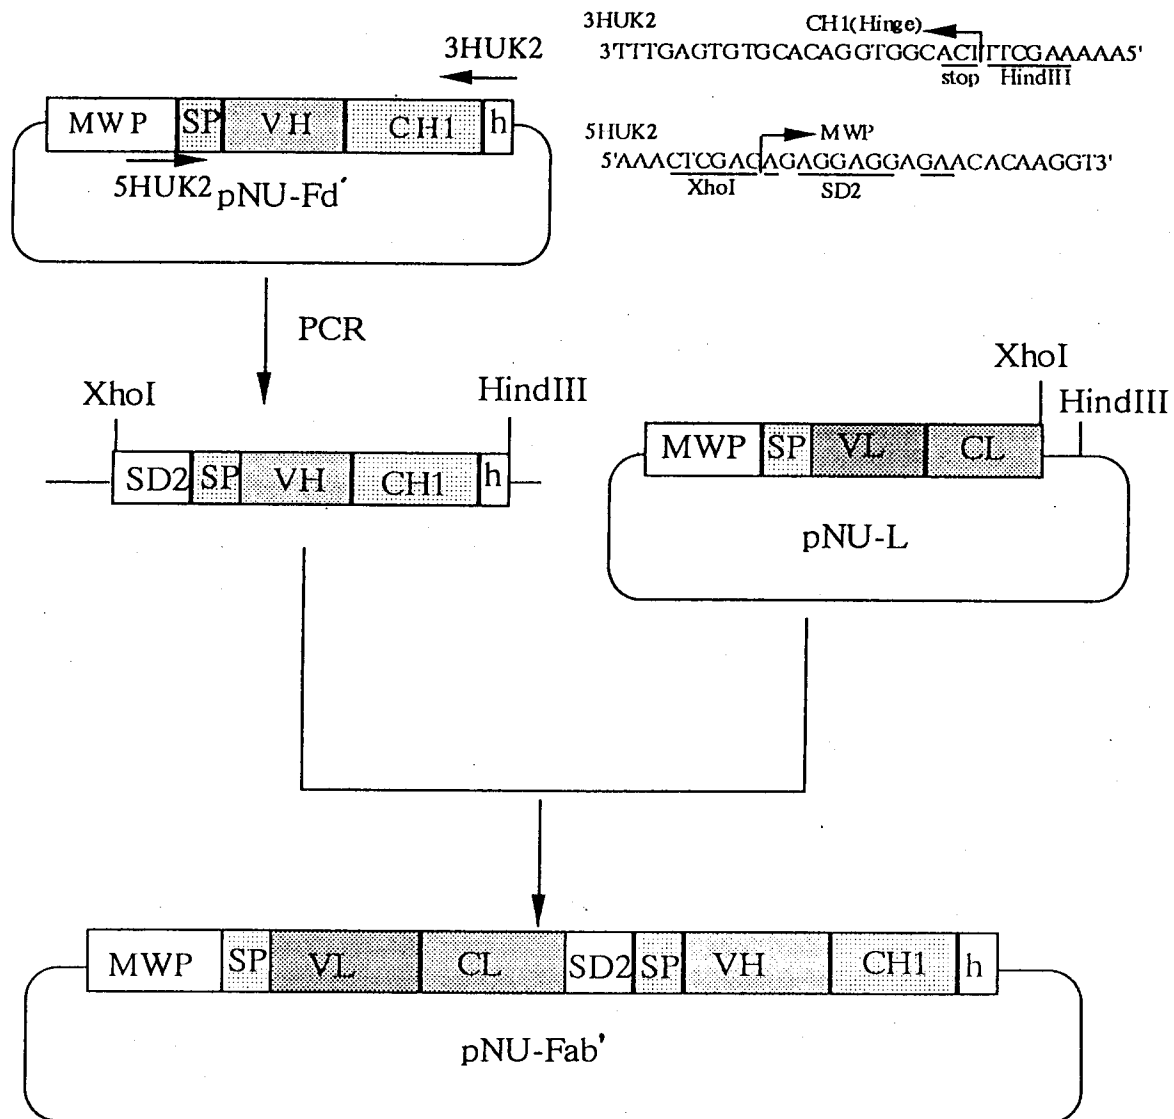 3HUK2
MWP SP VH CH1 h
5HUK2
pNU-Fd′
3HUK2
CH1(Hinge)
3'TTTGAGTGTGCACAGGTGGCACTTTCGAAAAA5'
stop HindIII
5HUK2
MWP
5'AAACTCGAGAGAGGAGGAGAACACAAGGT3'
XhoI SD2
PCR
XhoI HindIII
SD2 SP VH CH1 h
XhoI
HindIII
MWP SP VL CL
pNU-L
MWP SP VL CL SD2 SP VH CH1 h
pNU-Fab'